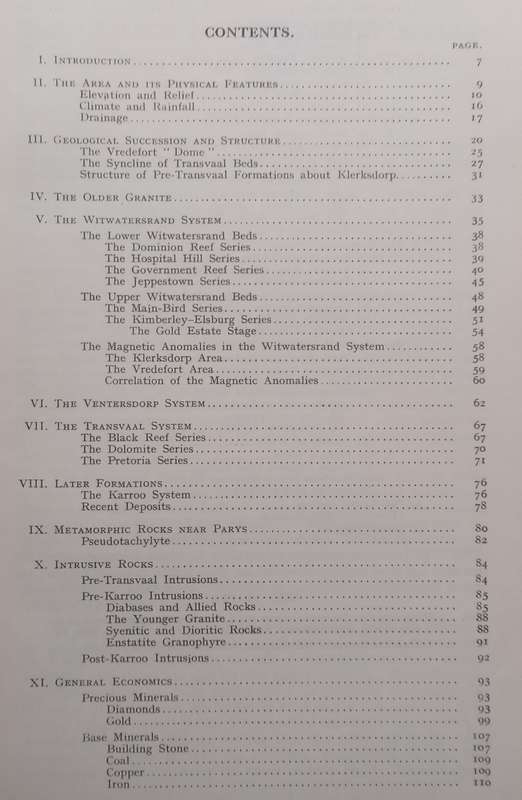 CONTENTS.
PAGE.
I. INTRODUCTION 7
II. THE AREA AND ITS PHYSICAL FEATURES 9
Elevation and Relief 10
Climate and Rainfall 16
Drainage 17
III. GEOLOGICAL SUCCESSION AND STRUCTURE 20
The Vredefort " Dome " 25
The Syncline of Transvaal Beds 27
Structure of Pre-Transvaal Formations about Klerksdorp 31
IV. THE OLDER GRANITE 33
V. THE WITWATERSRAND SYSTEM 35
The Lower Witwatersrand Beds 38
The Dominion Reef Series 38
The Hospital Hill Series 39
The Government Reef Series 40
The Jeppestown Series 45
The Upper Witwatersrand Beds 48
The Main-Bird Series 49
The Kimberley–Elsburg Series 51
The Gold Estate Stage 54
The Magnetic Anomalies in the Witwatersrand System 58
The Klerksdorp Area 58
The Vredefort Area 59
Correlation of the Magnetic Anomalies 60
VI. THE VENTERSDORP SYSTEM 62
VII. THE TRANSVAAL SYSTEM 67
The Black Reef Series 67
The Dolomite Series 70
The Pretoria Series 71
VIII. LATER FORMATIONS 76
The Karroo System 76
Recent Deposits 78
IX. METAMORPHIC ROCKS NEAR PARYS 80
Pseudotachylyte 82
X. INTRUSIVE ROCKS 84
Pre-Transvaal Intrusions 84
Pre-Karroo Intrusions 85
Diabases and Allied Rocks 85
The Younger Granite 88
Syenitic and Dioritic Rocks 88
Enstatite Granophyre 91
Post-Karroo Intrusions 92
XI. GENERAL ECONOMICS 93
Precious Minerals 93
Diamonds 93
Gold 99
Base Minerals 107
Building Stone 107
Coal 109
Copper 109
Iron 110